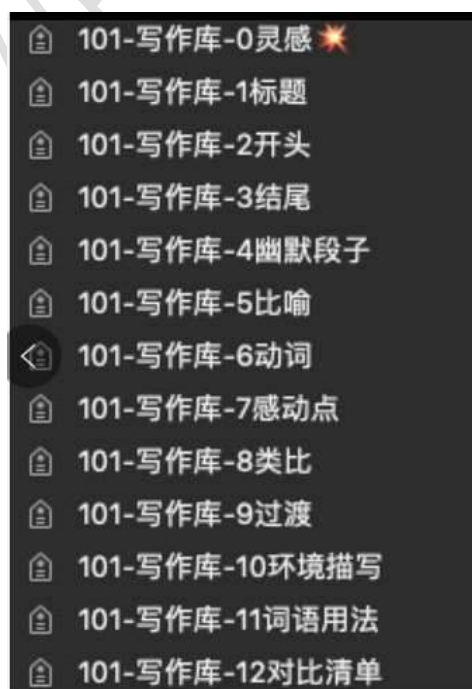 101-写作库-0灵感💥
101-写作库-1标题
101-写作库-2开头
101-写作库-3结尾
101-写作库-4幽默段子
101-写作库-5比喻
101-写作库-6动词
101-写作库-7感动点
101-写作库-8类比
101-写作库-9过渡
101-写作库-10环境描写
101-写作库-11词语用法
101-写作库-12对比清单